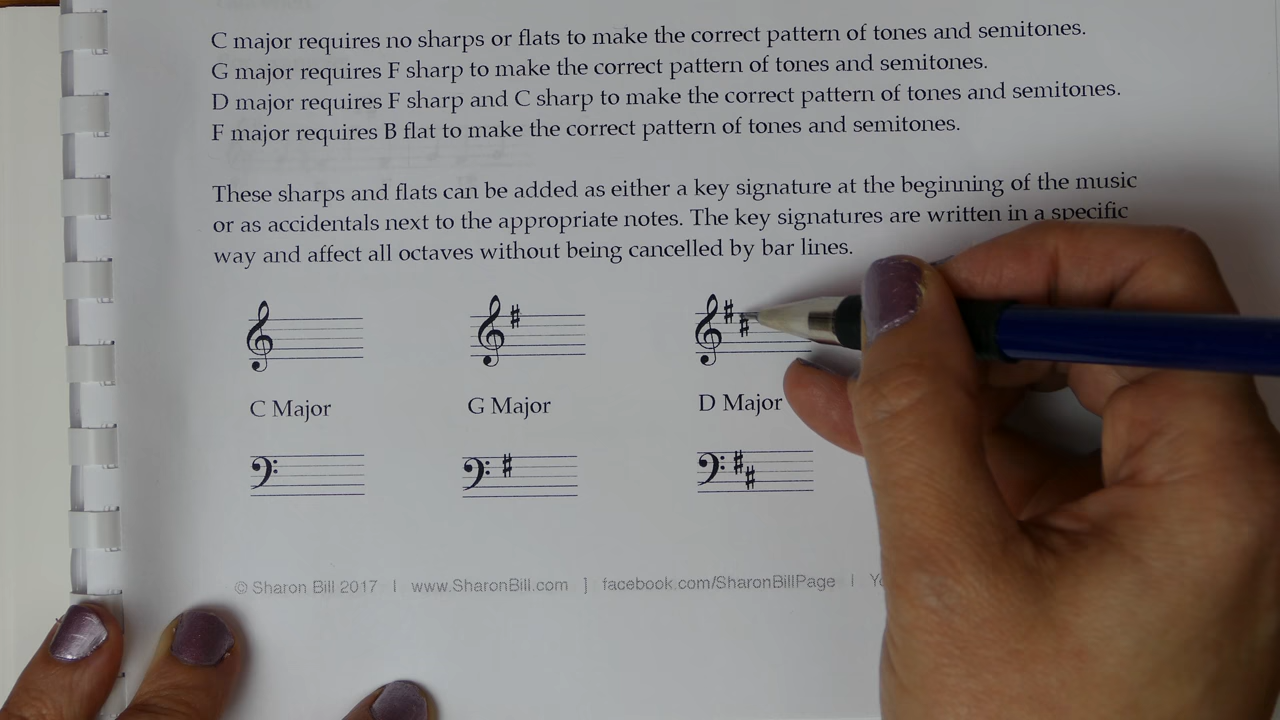 C major requires no sharps or flats to make the correct pattern of tones and semitones.
G major requires F sharp to make the correct pattern of tones and semitones.
D major requires F sharp and C sharp to make the correct pattern of tones and semitones.
F major requires B flat to make the correct pattern of tones and semitones.
These sharps and flats can be added as either a key signature at the beginning of the music
or as accidentals next to the appropriate notes. The key signatures are written in a specific
way and affect all octaves without being cancelled by bar lines.
C Major G Major D Major
© Sharon Bill 2017 | www.SharonBill.com ] facebook.com/SharonBillPage |